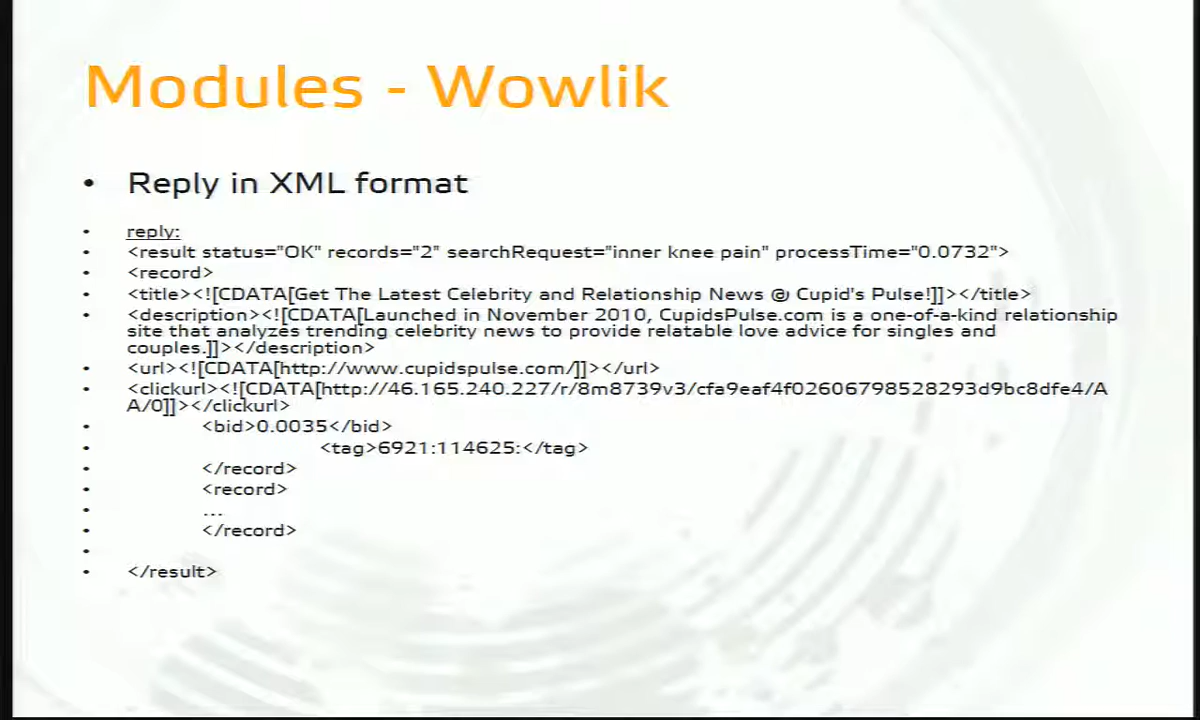 Modules - Wowlik
• Reply in XML format
• reply:
• <result status="OK" records="2" searchRequest="inner knee pain" processTime="0.0732">
• <record>
• <title><![CDATA[Get The Latest Celebrity and Relationship News @ Cupid's Pulse!]]></title>
• <description><![CDATA[Launched in November 2010, CupidsPulse.com is a one-of-a-kind relationship
site that analyzes trending celebrity news to provide relatable love advice for singles and
couples.]]></description>
• <url><![CDATA[http://www.cupidspulse.com/]]></url>
• <clickurl><![CDATA[http://46.165.240.227/r/8m8739v3/cfa9eaf4f02606798528293d9bc8dfe4/A
A/0]]></clickurl>
• <bid>0.0035</bid>
• <tag>6921:114625:</tag>
• </record>
• <record>
• ...
• </record>
•
• </result>